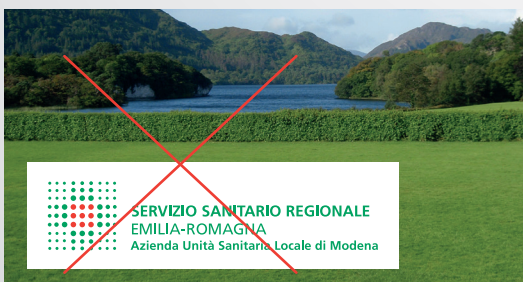 SERVIZIO SANITARIO REGIONALE
EMILIA-ROMAGNA
Azienda Unità Sanitaria Locale di Modena